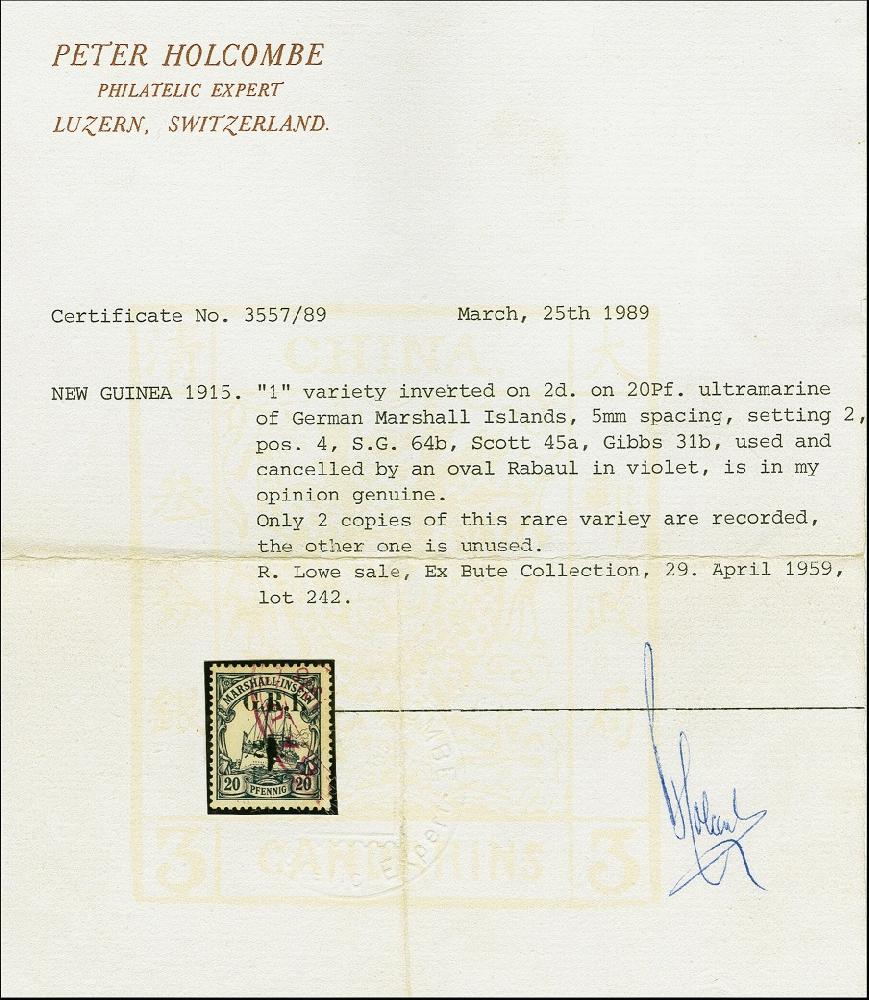 PETER HOLCOMBE
PHILATELIC EXPERT
LUZERN, SWITZERLAND.
Certificate No. 3557/89 March, 25th 1989
NEW GUINEA 1915. "1" variety inverted on 2d. on 20Pf. ultramarine
of German Marshall Islands, 5mm spacing, setting 2,
pos. 4, S.G. 64b, Scott 45a, Gibbs 31b, used and
cancelled by an oval Rabaul in violet, is in my
opinion genuine.
Only 2 copies of this rare variey are recorded,
the other one is unused.
R. Lowe sale, Ex Bute Collection, 29. April 1959,
lot 242.
MARSHALL-INSELN
G.R.I.
20 PFENNIG 20
Holcombe
CHINA
3 CANDARINS 3